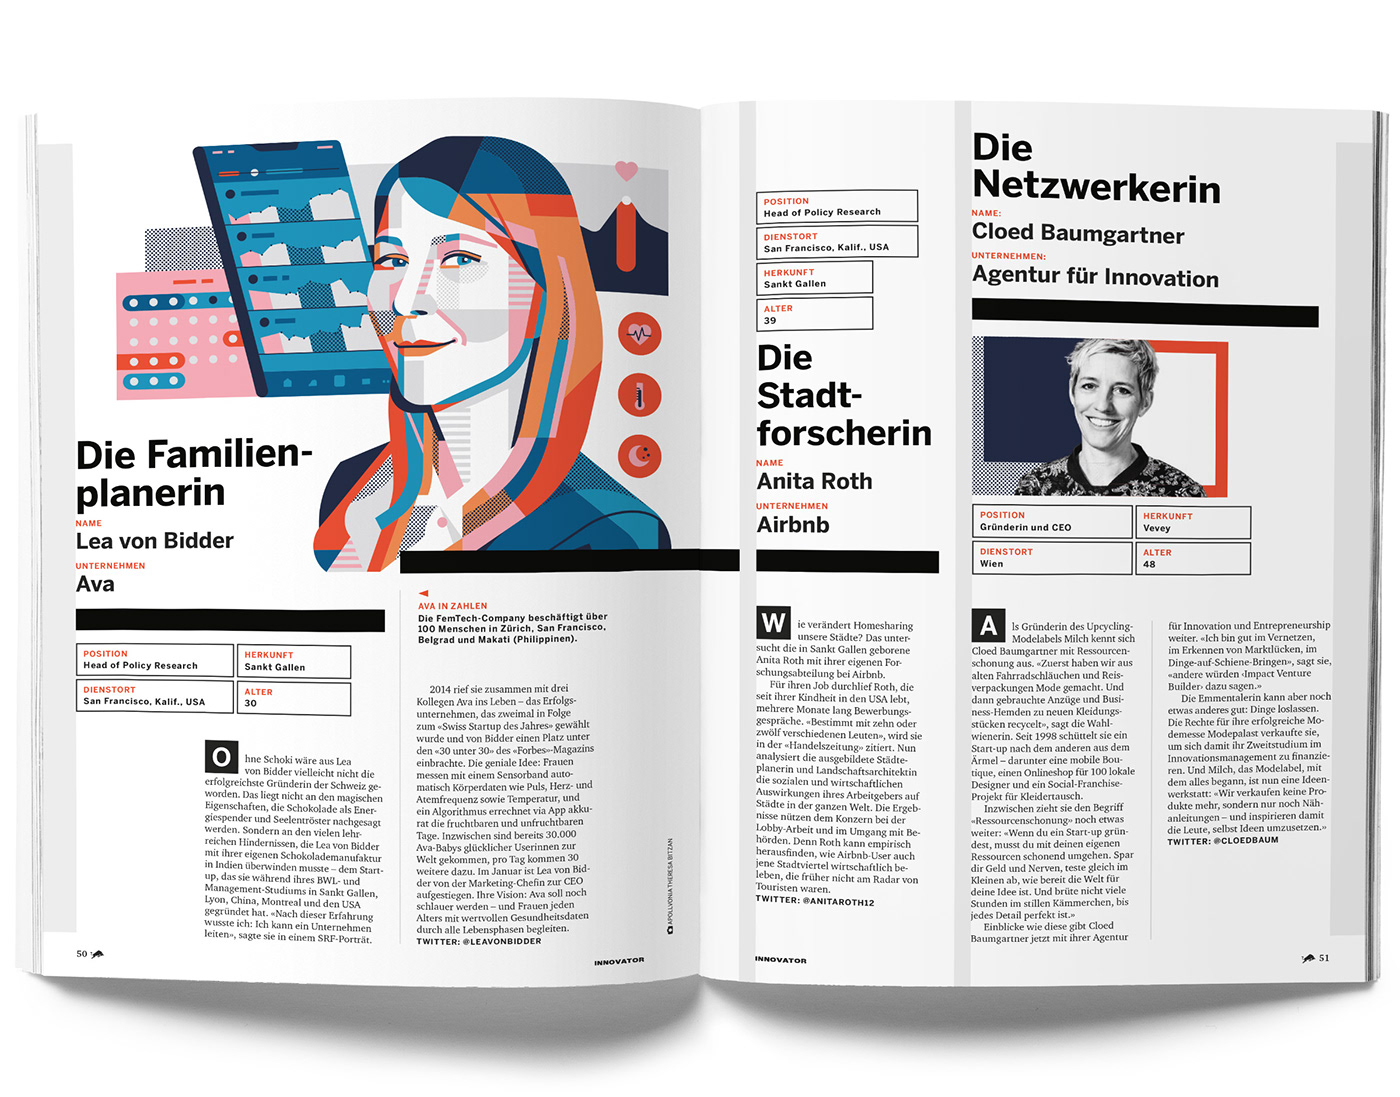 Die Familien-
planerin
NAME
Lea von Bidder
UNTERNEHMEN
Ava
POSITION
Head of Policy Research
HERKUNFT
Sankt Gallen
DIENSTORT
San Francisco, Kalif., USA
ALTER
30
Ohne Schoki wäre aus Lea
von Bidder vielleicht nicht die
erfolgreichste Gründerin der Schweiz ge-
worden. Das liegt nicht an den magischen
Eigenschaften, die Schokolade als Ener-
giespender und Seelentröster nachgesagt
werden. Sondern an den vielen lehr-
reichen Hindernissen, die Lea von Bidder
mit ihrer eigenen Schokolademanufaktur
in Indien überwinden musste – dem Start-
up, das sie während ihres BWL- und
Management-Studiums in Sankt Gallen,
Lyon, China, Montreal und den USA
gegründet hat. «Nach dieser Erfahrung
wusste ich: Ich kann ein Unternehmen
leiten», sagte sie in einem SRF-Porträt.
AVA IN ZAHLEN
Die FemTech-Company beschäftigt über
100 Menschen in Zürich, San Francisco,
Belgrad und Makati (Philippinen).
2014 rief sie zusammen mit drei
Kollegen Ava ins Leben – das Erfolgs-
unternehmen, das zweimal in Folge
zum «Swiss Startup des Jahres» gewählt
wurde und von Bidder einen Platz unter
den «30 unter 30» des «Forbes»-Magazins
einbrachte. Die geniale Idee: Frauen
messen mit einem Sensorband auto-
matisch Körperdaten wie Puls, Herz- und
Atemfrequenz sowie Temperatur, und
ein Algorithmus errechnet via App akku-
rat die fruchtbaren und unfruchtbaren
Tage. Inzwischen sind bereits 30.000
Ava-Babys glücklicher Userinnen zur
Welt gekommen, pro Tag kommen 30
weitere dazu. Im Januar ist Lea von Bid-
der von der Marketing-Chefin zur CEO
aufgestiegen. Ihre Vision: Ava soll noch
schlauer werden – und Frauen jeden
Alters mit wertvollen Gesundheitsdaten
durch alle Lebensphasen begleiten.
TWITTER: @LEAVONBIDDER
APOLLVONIA THERESA BITZAN
50
INNOVATOR
POSITION
Head of Policy Research
DIENSTORT
San Francisco, Kalif., USA
HERKUNFT
Sankt Gallen
ALTER
39
Die
Stadt-
forscherin
NAME
Anita Roth
UNTERNEHMEN
Airbnb
Wie verändert Homesharing
unsere Städte? Das unter-
sucht die in Sankt Gallen geborene
Anita Roth mit ihrer eigenen For-
schungsabteilung bei Airbnb.
Für ihren Job durchlief Roth, die
seit ihrer Kindheit in den USA lebt,
mehrere Monate lang Bewerbungs-
gespräche. «Bestimmt mit zehn oder
zwölf verschiedenen Leuten», wird sie
in der «Handelszeitung» zitiert. Nun
analysiert die ausgebildete Städte-
planerin und Landschaftsarchitektin
die sozialen und wirtschaftlichen
Auswirkungen ihres Arbeitgebers auf
Städte in der ganzen Welt. Die Ergeb-
nisse nützen dem Konzern bei der
Lobby-Arbeit und im Umgang mit Be-
hörden. Denn Roth kann empirisch
herausfinden, wie Airbnb-User auch
jene Stadtviertel wirtschaftlich be-
leben, die früher nicht am Radar von
Touristen waren.
TWITTER: @ANITAROTH12
INNOVATOR
Die
Netzwerkerin
NAME:
Cloed Baumgartner
UNTERNEHMEN:
Agentur für Innovation
POSITION
Gründerin und CEO
HERKUNFT
Vevey
DIENSTORT
Wien
ALTER
48
Als Gründerin des Upcycling-
Modelabels Milch kennt sich
Cloed Baumgartner mit Ressourcen-
schonung aus. «Zuerst haben wir aus
alten Fahrradschläuchen und Reis-
verpackungen Mode gemacht. Und
dann gebrauchte Anzüge und Busi-
ness-Hemden zu neuen Kleidungs-
stücken recycelt», sagt die Wahl-
wienerin. Seit 1998 schüttelt sie ein
Start-up nach dem anderen aus dem
Ärmel – darunter eine mobile Bou-
tique, einen Onlineshop für 100 lokale
Designer und ein Social-Franchise-
Projekt für Kleidertausch.
Inzwischen zieht sie den Begriff
«Ressourcenschonung» noch etwas
weiter: «Wenn du ein Start-up grün-
dest, musst du mit deinen eigenen
Ressourcen schonend umgehen. Spar
dir Geld und Nerven, teste gleich im
Kleinen ab, wie bereit die Welt für
deine Idee ist. Und brüte nicht viele
Stunden im stillen Kämmerchen, bis
jedes Detail perfekt ist.»
Einblicke wie diese gibt Cloed
Baumgartner jetzt mit ihrer Agentur
für Innovation und Entrepreneurship
weiter. «Ich bin gut im Vernetzen,
im Erkennen von Marktlücken, im
Dinge-auf-Schiene-Bringen», sagt sie,
«andere würden ‹Impact Venture
Builder› dazu sagen.»
Die Emmentalerin kann aber noch
etwas anderes gut: Dinge loslassen.
Die Rechte für ihre erfolgreiche Mo-
demesse Modepalast verkaufte sie,
um sich damit ihr Zweitstudium im
Innovationsmanagement zu finanzie-
ren. Und Milch, das Modelabel, mit
dem alles begann, ist nun eine Ideen-
werkstatt: «Wir verkaufen keine Pro-
dukte mehr, sondern nur noch Näh-
anleitungen – und inspirieren damit
die Leute, selbst Ideen umzusetzen.»
TWITTER: @CLOEDBAUM
51